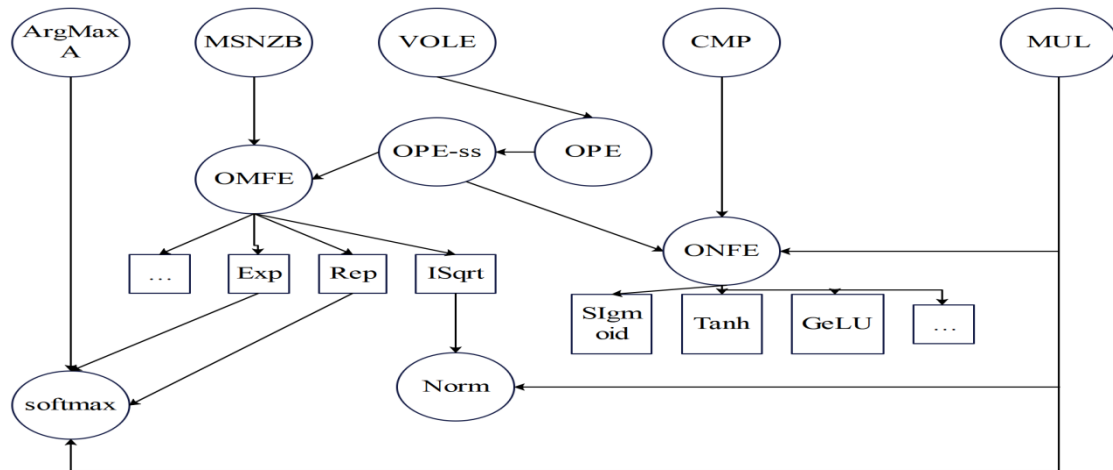 ArgMax
A
MSNZB
VOLE
CMP
MUL
OMFE
OPE-ss
OPE
ONFE
...
Exp
Rep
ISqrt
SIgm
oid
Tanh
GeLU
...
softmax
Norm